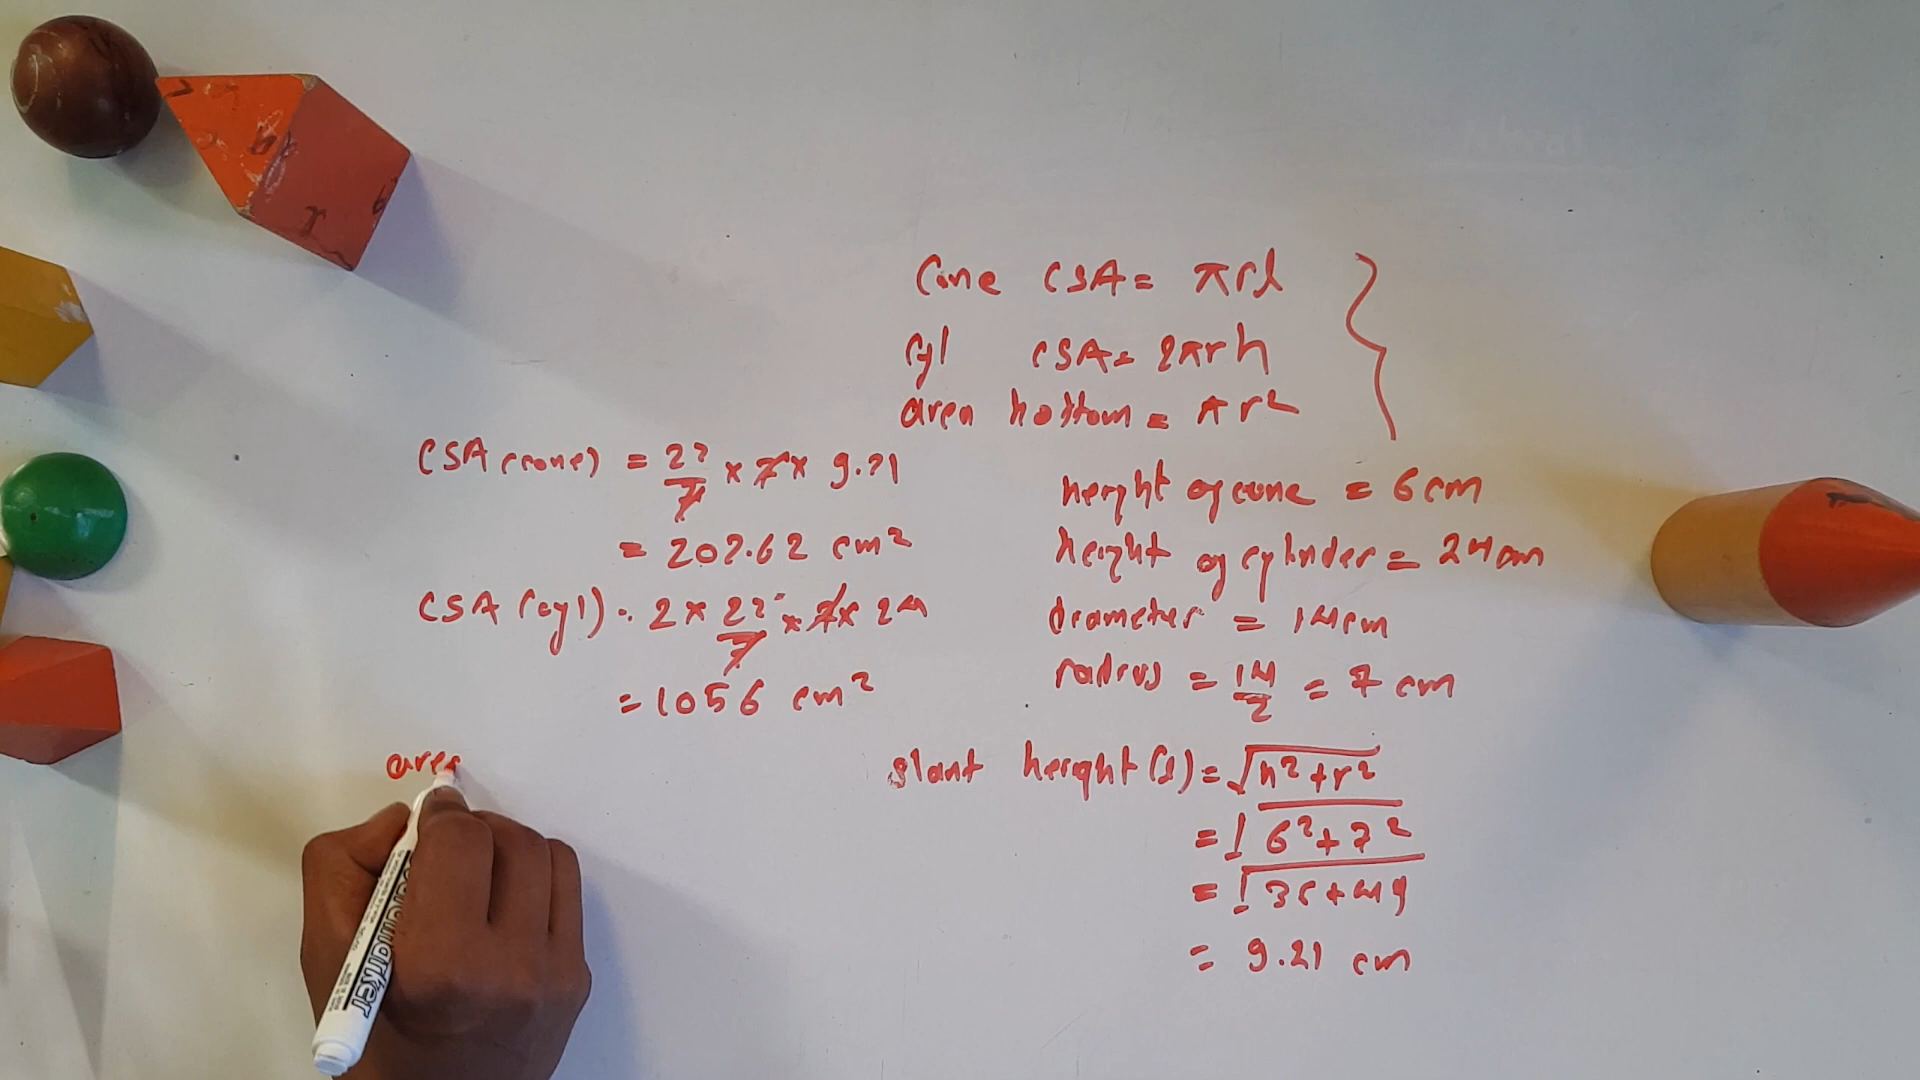 Cone CSA = πrl
Cyl CSA = 2πrh
area bottom = πr²
height of cone = 6 cm
height of cylinder = 24 cm
diameter = 14 cm
radius = 14/2 = 7 cm
slant height (l) = √h² + r²
= √6² + 7²
= √36 + 49
= 9.21 cm
CSA (cone) = 22/7 × 7 × 9.21
= 202.62 cm²
CSA (cyl) = 2 × 22/7 × 7 × 24
= 1056 cm²
area